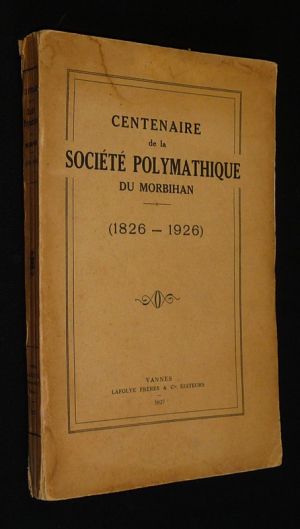 CENTENAIRE
de la
SOCIÉTÉ POLYMATHIQUE
DU MORBIHAN
(1826 — 1926)
VANNES
LAFOLYE FRÈRES & Cie, ÉDITEURS
1927